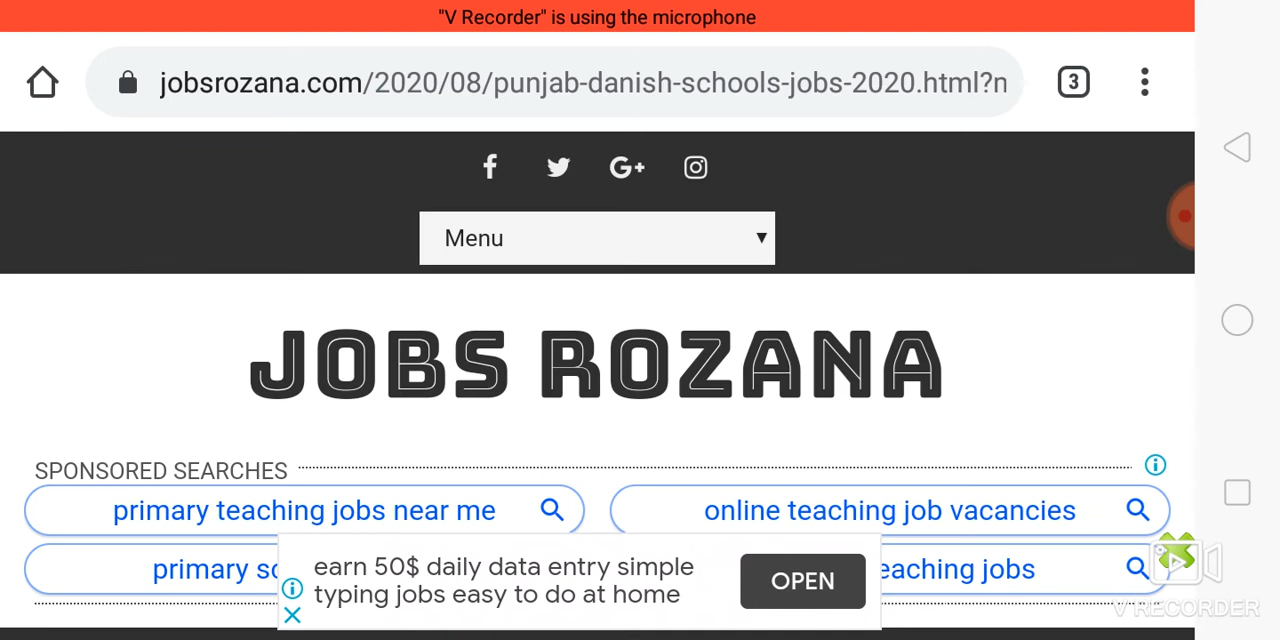 "V Recorder" is using the microphone
jobsrozana.com/2020/08/punjab-danish-schools-jobs-2020.html?n
3
Menu
JOBS ROZANA
SPONSORED SEARCHES
primary teaching jobs near me
online teaching job vacancies
primary sc
eaching jobs
earn 50$ daily data entry simple
typing jobs easy to do at home
OPEN
V RECORDER